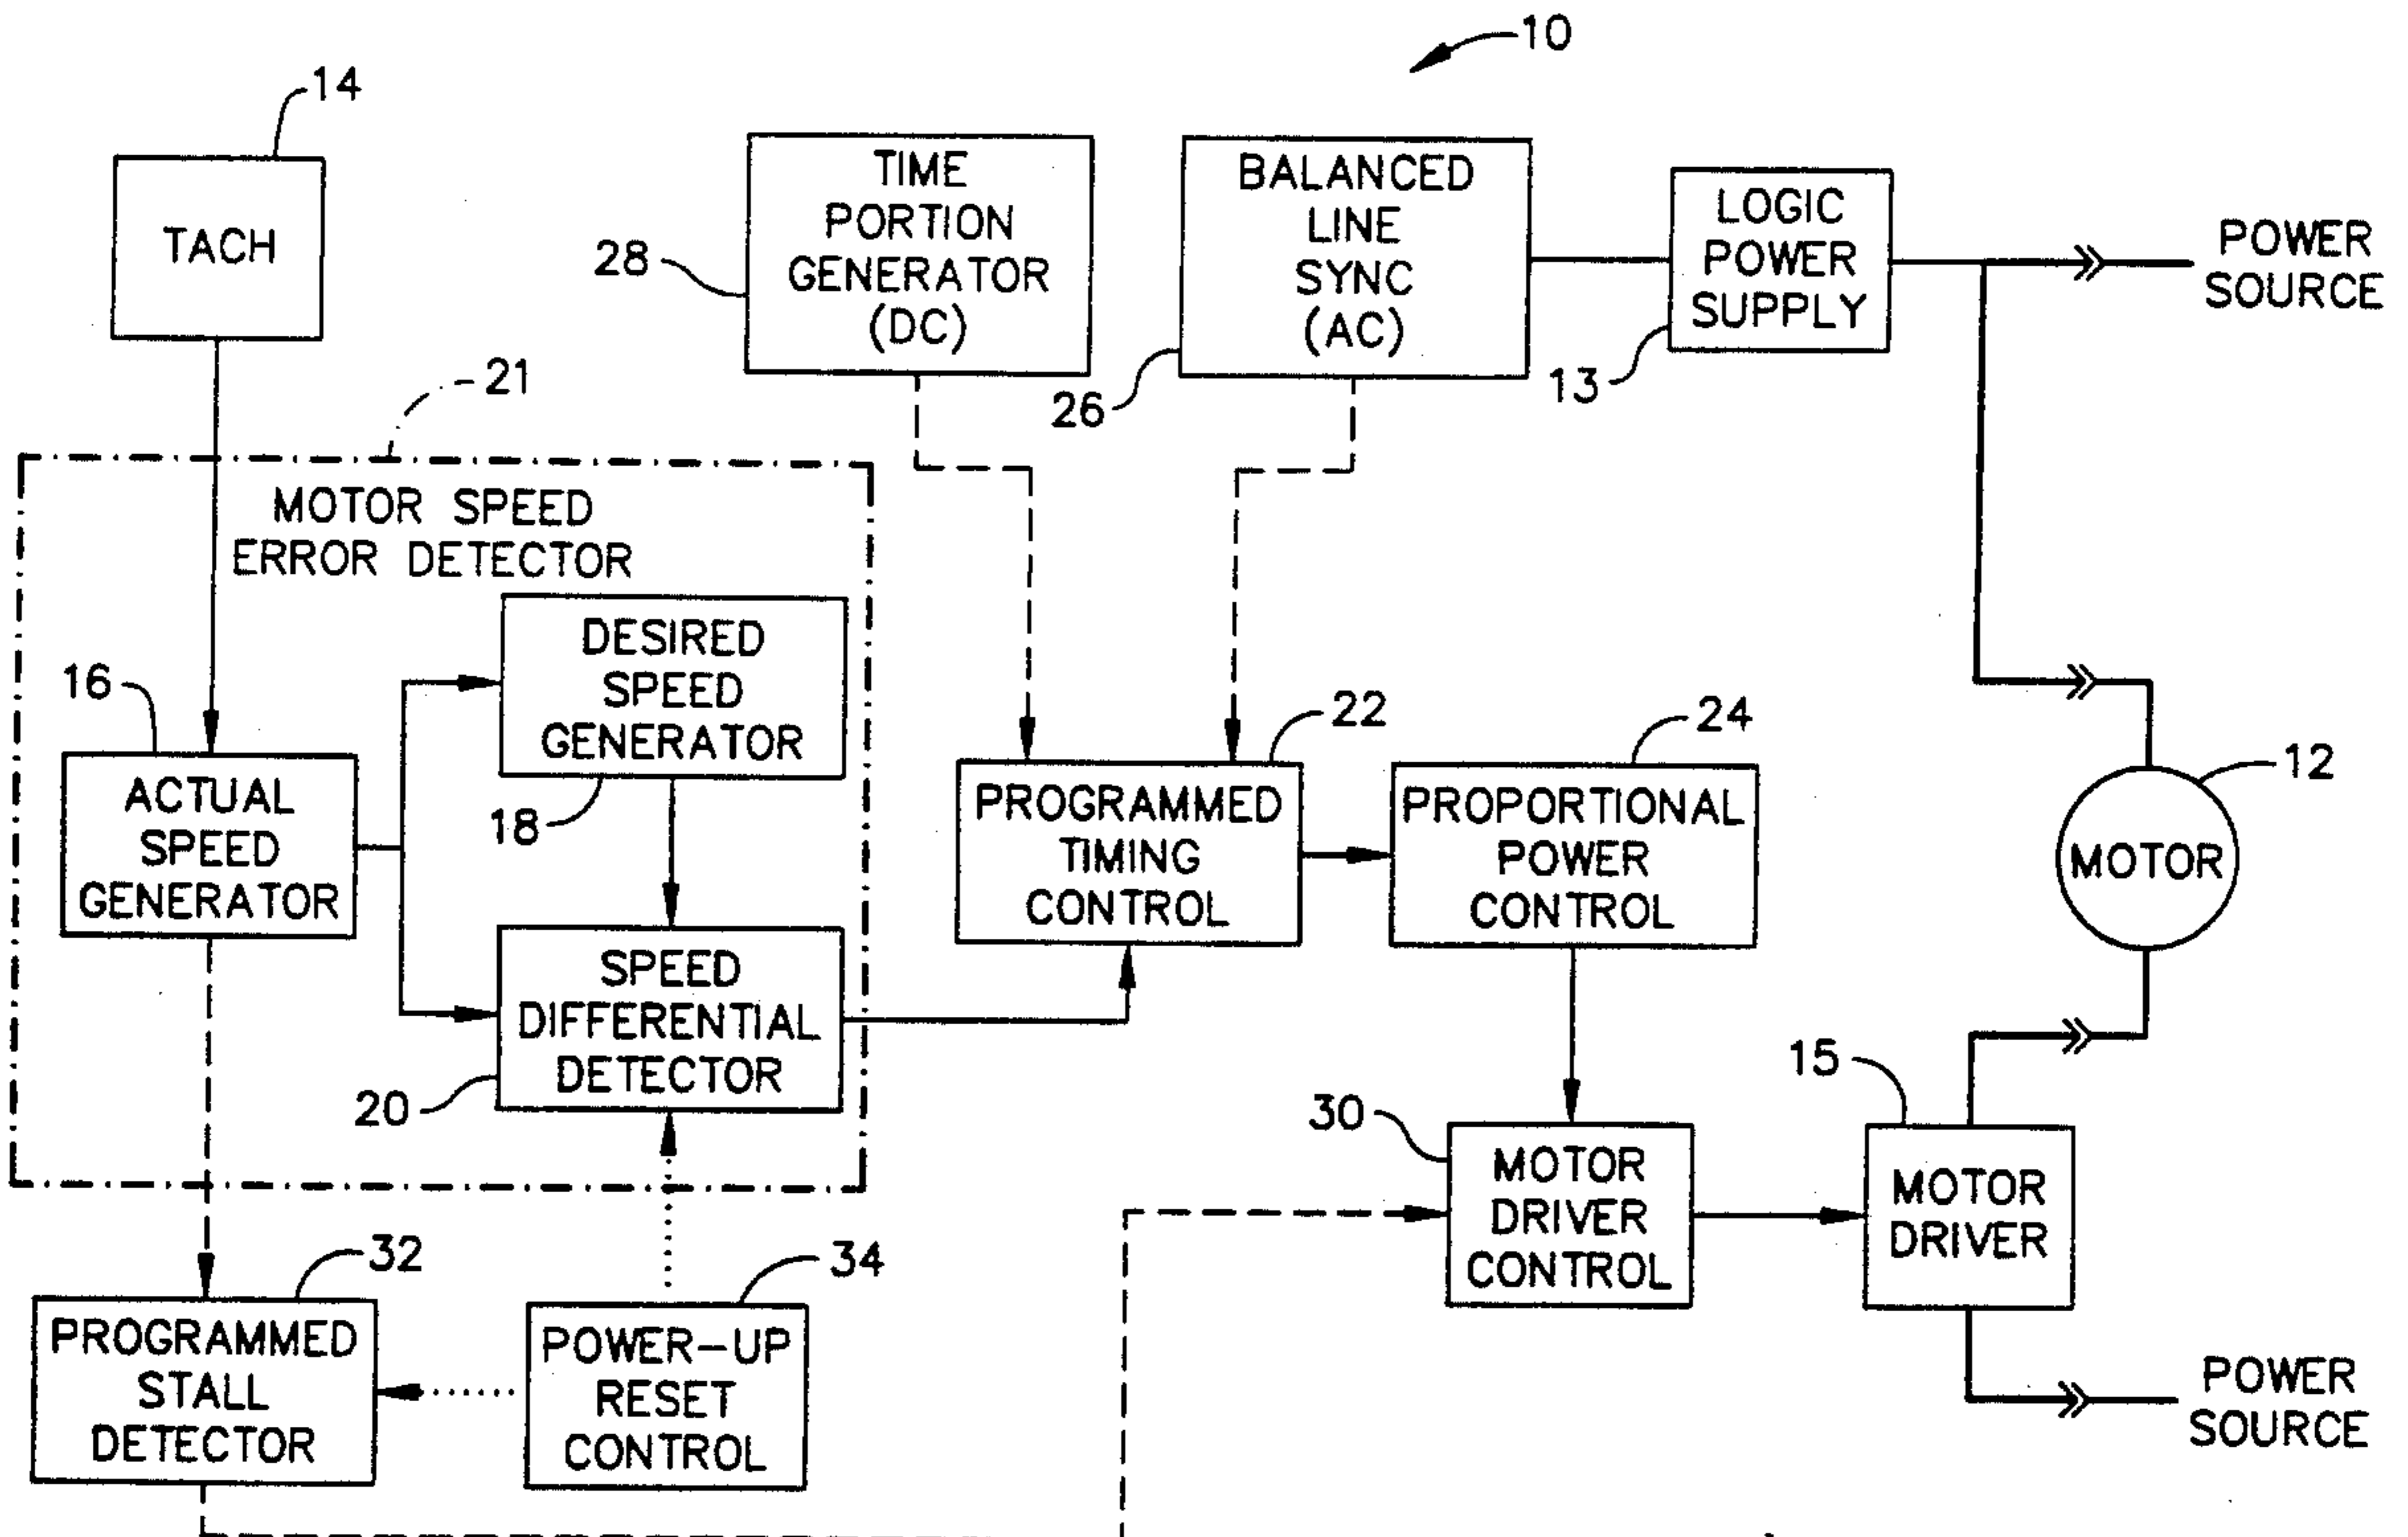 10
14
TACH
TIME
PORTION
GENERATOR
(DC)
28
BALANCED
LINE
SYNC
(AC)
26
LOGIC
POWER
SUPPLY
13
POWER
SOURCE
21
MOTOR SPEED
ERROR DETECTOR
16
ACTUAL
SPEED
GENERATOR
DESIRED
SPEED
GENERATOR
18
SPEED
DIFFERENTIAL
DETECTOR
20
22
PROGRAMMED
TIMING
CONTROL
24
PROPORTIONAL
POWER
CONTROL
12
MOTOR
30
MOTOR
DRIVER
CONTROL
15
MOTOR
DRIVER
32
PROGRAMMED
STALL
DETECTOR
34
POWER-UP
RESET
CONTROL
POWER
SOURCE